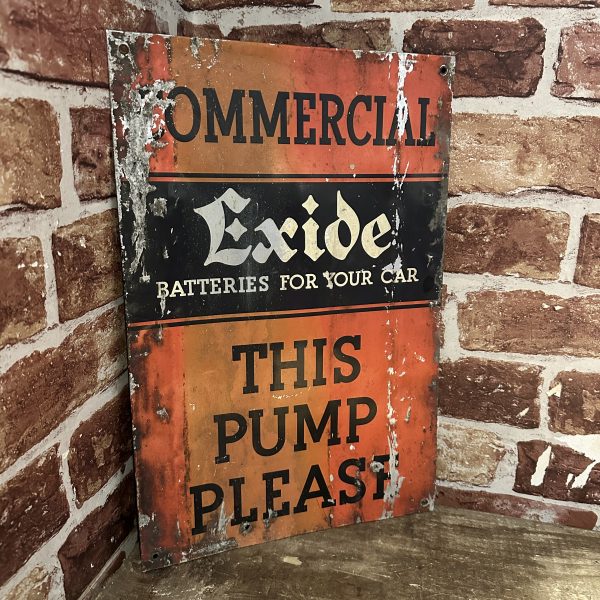 COMMERCIAL
Exide
BATTERIES FOR YOUR CAR
THIS
PUMP
PLEASE